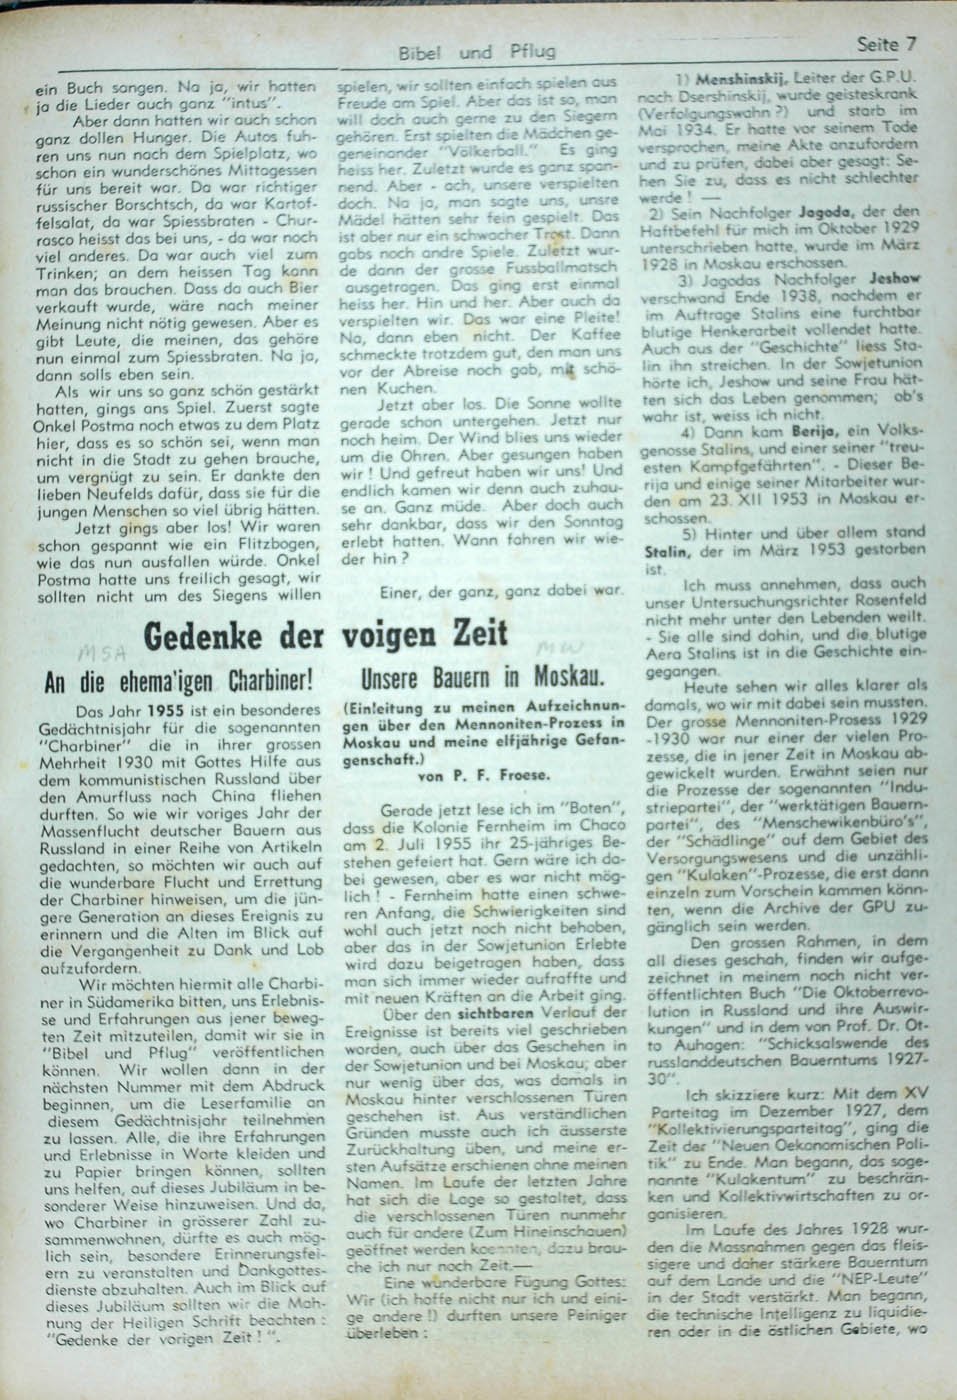 Bibel und Pflug
Seite 7
ein Buch sangen. Na ja, wir hatten
ja die Lieder auch ganz "intus".
Aber dann hatten wir auch schon
ganz dollen Hunger. Die Autos fuh-
ren uns nun nach dem Spielplatz, wo
schon ein wunderschönes Mittagessen
für uns bereit war. Da war richtiger
russischer Borschtsch, da war Kartof-
felsalat, da war Spiessbraten - Chur-
rasco heisst das bei uns, - da war noch
viel anderes. Da war auch viel zum
Trinken; an dem heissen Tag kann
man das brauchen. Dass da auch Bier
verkauft wurde, wäre nach meiner
Meinung nicht nötig gewesen. Aber es
gibt Leute, die meinen, das gehöre
nun einmal zum Spiessbraten. Na ja,
dann solls eben sein.
Als wir uns so ganz schön gestärkt
hatten, gings ans Spiel. Zuerst sagte
Onkel Postma noch etwas zu dem Platz
hier, dass es so schön sei, wenn man
nicht in die Stadt zu gehen brauche,
um vergnügt zu sein. Er dankte den
lieben Neufelds dafür, dass sie für die
jungen Menschen so viel übrig hätten.
Jetzt gings aber los! Wir waren
schon gespannt wie ein Flitzbogen,
wie das nun ausfallen würde. Onkel
Postma hatte uns freilich gesagt, wir
sollten nicht um des Siegens willen
spielen, wir sollten einfach spielen aus
Freude am Spiel. Aber das ist so, man
will doch auch gerne zu den Siegern
gehören. Erst spielten die Mädchen ge-
geneinander "Völkerball." Es ging
heiss her. Zuletzt wurde es ganz span-
nend. Aber - ach, unsere verspielten
doch. Na ja, man sagte uns, unsre
Mädel hätten sehr fein gespielt. Das
ist aber nur ein schwacher Trost. Dann
gabs noch andre Spiele. Zuletzt wur-
de dann der grosse Fussballmatsch
ausgetragen. Das ging erst einmal
heiss her. Hin und her. Aber auch da
verspielten wir. Das war eine Pleite!
Na, dann eben nicht. Der Kaffee
schmeckte trotzdem gut, den man uns
vor der Abreise noch gab, mit schö-
nen Kuchen.
Jetzt aber los. Die Sonne wollte
gerade schon untergehen. Jetzt nur
noch heim. Der Wind blies uns wieder
um die Ohren. Aber gesungen haben
wir! Und gefreut haben wir uns! Und
endlich kamen wir denn auch zuhau-
se an. Ganz müde. Aber doch auch
sehr dankbar, dass wir den Sonntag
erlebt hatten. Wann fahren wir wie-
der hin?
Einer, der ganz, ganz dabei war.
Gedenke der voigen Zeit
MSA
MW
An die ehema'igen Charbiner!
Das Jahr 1955 ist ein besonderes
Gedächtnisjahr für die sogenannten
"Charbiner" die in ihrer grossen
Mehrheit 1930 mit Gottes Hilfe aus
dem kommunistischen Russland über
den Amurfluss nach China fliehen
durften. So wie wir voriges Jahr der
Massenflucht deutscher Bauern aus
Russland in einer Reihe von Artikeln
gedachten, so möchten wir auch auf
die wunderbare Flucht und Errettung
der Charbiner hinweisen, um die jün-
gere Generation an dieses Ereignis zu
erinnern und die Alten im Blick auf
die Vergangenheit zu Dank und Lob
aufzufordern.
Wir möchten hiermit alle Charbi-
ner in Südamerika bitten, uns Erlebnis-
se und Erfahrungen aus jener beweg-
ten Zeit mitzuteilen, damit wir sie in
"Bibel und Pflug" veröffentlichen
können. Wir wollen dann in der
nächsten Nummer mit dem Abdruck
beginnen, um die Leserfamilie an
diesem Gedächtnisjahr teilnehmen
zu lassen. Alle, die ihre Erfahrungen
und Erlebnisse in Worte kleiden und
zu Papier bringen können, sollten
uns helfen, auf dieses Jubiläum in be-
sonderer Weise hinzuweisen. Und da,
wo Charbiner in grösserer Zahl zu-
sammenwohnen, dürfte es auch mög-
lich sein, besondere Erinnerungsfei-
ern zu veranstalten und Dankgottes-
dienste abzuhalten. Auch im Blick auf
dieses Jubiläum sollten wir die Mah-
nung der Heiligen Schrift beachten:
"Gedenke der vorigen Zeit!".
Unsere Bauern in Moskau.
(Einleitung zu meinen Aufzeichnun-
gen über den Mennoniten-Prozess in
Moskau und meine elfjährige Gefan-
genschaft.)
von P. F. Froese.
Gerade jetzt lese ich im "Boten",
dass die Kolonie Fernheim im Chaco
am 2. Juli 1955 ihr 25-jähriges Be-
stehen gefeiert hat. Gern wäre ich da-
bei gewesen, aber es war nicht mög-
lich! - Fernheim hatte einen schwe-
ren Anfang, die Schwierigkeiten sind
wohl auch jetzt noch nicht behoben,
aber das in der Sowjetunion Erlebte
wird dazu beigetragen haben, dass
man sich immer wieder aufraffte und
mit neuen Kräften an die Arbeit ging.
Über den sichtbaren Verlauf der
Ereignisse ist bereits viel geschrieben
worden, auch über das Geschehen in
der Sowjetunion und bei Moskau; aber
nur wenig über das, was damals in
Moskau hinter verschlossenen Türen
geschehen ist. Aus verständlichen
Gründen musste auch ich äusserste
Zurückhaltung üben, und meine er-
sten Aufsätze erschienen ohne meinen
Namen. Im Laufe der letzten Jahre
hat sich die Lage so gestaltet, dass
die verschlossenen Türen nunmehr
auch für andere (Zum Hineinschauen)
geöffnet werden koennten, dazu brau-
che ich nur noch Zeit.—
Eine wunderbare Fügung Gottes:
Wir (ich hoffe nicht nur ich und eini-
ge andere!) durften unsere Peiniger
überleben:
1) Menshinskij, Leiter der G.P.U.
nach Dsershinskij, wurde geisteskrank
(Verfolgungswahn?) und starb im
Mai 1934. Er hatte vor seinem Tode
versprochen, meine Akte anzufordern
und zu prüfen, dabei aber gesagt: Se-
hen Sie zu, dass es nicht schlechter
werde! —
2) Sein Nachfolger Jagoda, der den
Haftbefehl für mich im Oktober 1929
unterschrieben hatte, wurde im März
1928 in Moskau erschossen.
3) Jagodas Nachfolger Jeshow
verschwand Ende 1938, nachdem er
im Auftrage Stalins eine furchtbar
blutige Henkerarbeit vollendet hatte.
Auch aus der "Geschichte" liess Sta-
lin ihn streichen. In der Sowjetunion
hörte ich, Jeshow und seine Frau hät-
ten sich das Leben genommen; ob's
wahr ist, weiss ich nicht.
4) Dann kam Berija, ein Volks-
genosse Stalins, und einer seiner "treu-
esten Kampfgefährten". - Dieser Be-
rija und einige seiner Mitarbeiter wur-
den am 23. XII 1953 in Moskau er-
schossen.
5) Hinter und über allem stand
Stalin, der im März 1953 gestorben
ist.
Ich muss annehmen, dass auch
unser Untersuchungsrichter Rosenfeld
nicht mehr unter den Lebenden weilt.
- Sie alle sind dahin, und die blutige
Aera Stalins ist in die Geschichte ein-
gegangen.
Heute sehen wir alles klarer als
damals, wo wir mit dabei sein mussten.
Der grosse Mennoniten-Prosess 1929
-1930 war nur einer der vielen Pro-
zesse, die in jener Zeit in Moskau ab-
gewickelt wurden. Erwähnt seien nur
die Prozesse der sogenannten "Indu-
striepartei", der "werktätigen Bauern-
partei", des "Menschewikenbüro's",
der "Schädlinge" auf dem Gebiet des
Versorgungswesens und die unzähli-
gen "Kulaken"-Prozesse, die erst dann
einzeln zum Vorschein kommen könn-
ten, wenn die Archive der GPU zu-
gänglich sein werden.
Den grossen Rahmen, in dem
all dieses geschah, finden wir aufge-
zeichnet in meinem noch nicht ver-
öffentlichten Buch "Die Oktoberrevo-
lution in Russland und ihre Auswir-
kungen" und in dem von Prof. Dr. Ot-
to Auhagen: "Schicksalswende des
russlanddeutschen Bauerntums 1927-
30".
Ich skizziere kurz: Mit dem XV
Parteitag im Dezember 1927, dem
"Kollektivierungsparteitag", ging die
Zeit der "Neuen Oekonomischen Poli-
tik" zu Ende. Man begann, das soge-
nannte "Kulakentum" zu beschrän-
ken und Kollektivwirtschaften zu or-
ganisieren.
Im Laufe des Jahres 1928 wur-
den die Massnahmen gegen das fleis-
sigere und daher stärkere Bauerntum
auf dem Lande und die "NEP-Leute"
in der Stadt verstärkt. Man begann,
die technische Intelligenz zu liquidie-
ren oder in die östlichen Gebiete, wo